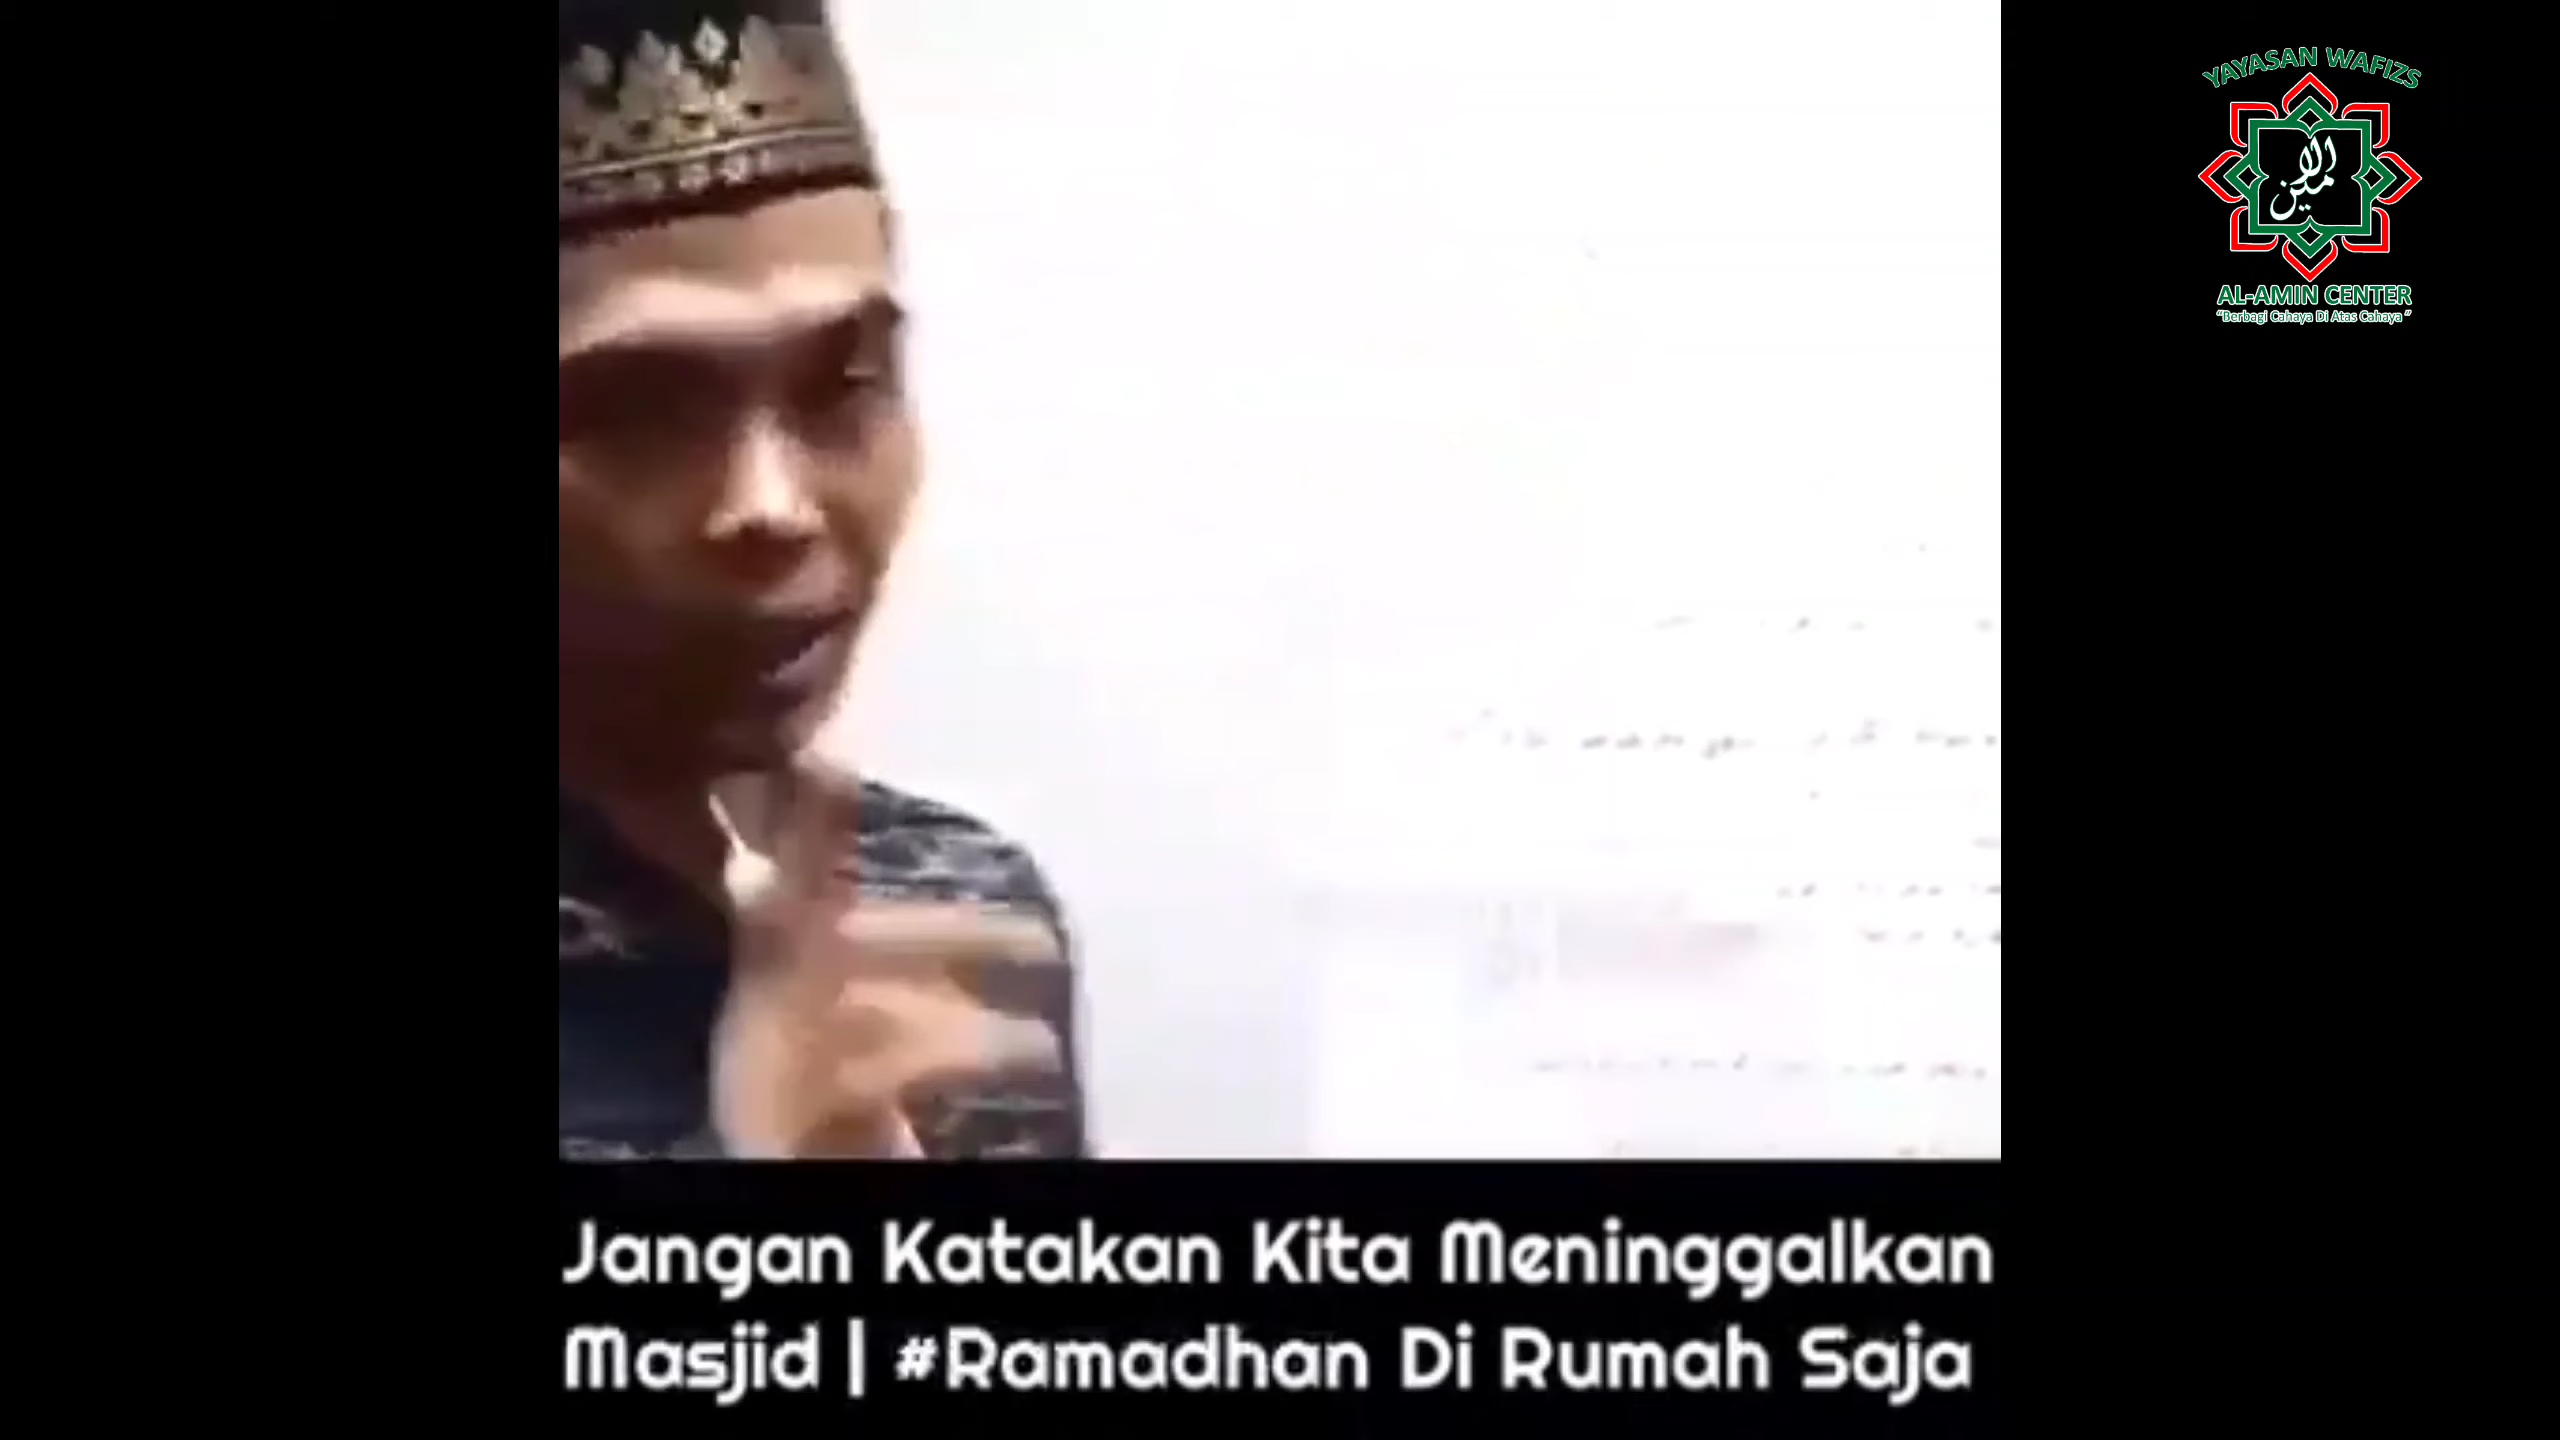 YAYASAN WAFIZS
الامين
AL-AMIN CENTER
“Berbagi Cahaya Di Atas Cahaya”
Jangan Katakan Kita Meninggalkan
Masjid | #Ramadhan Di Rumah Saja